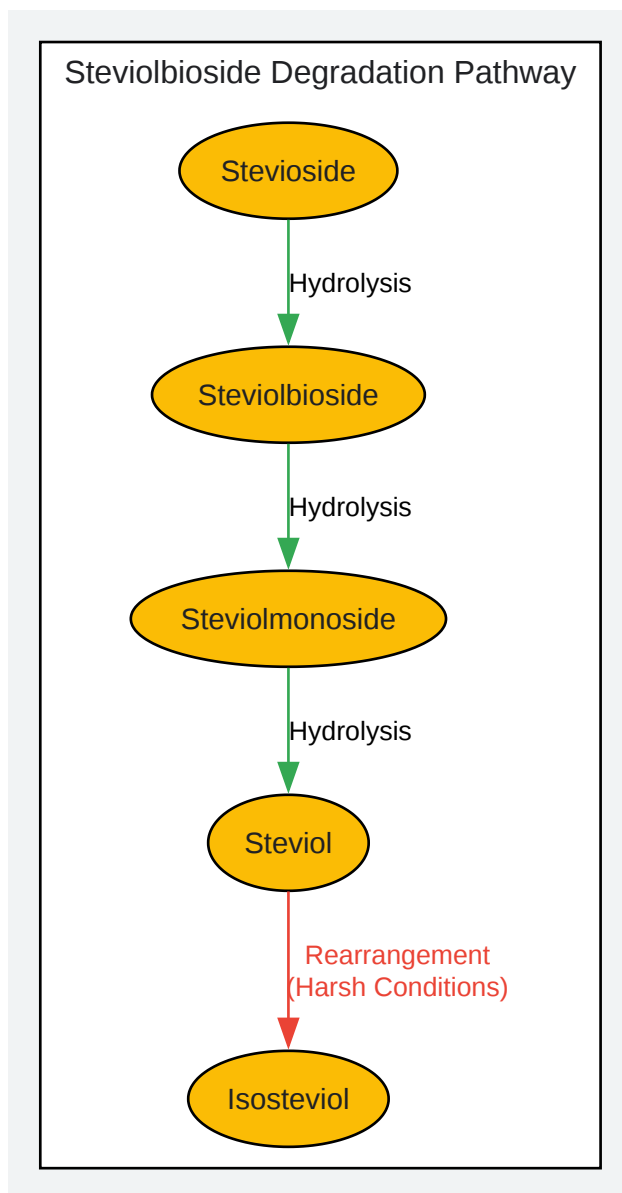 Steviolbioside Degradation Pathway
Stevioside
Hydrolysis
Steviolbioside
Hydrolysis
Steviolmonoside
Hydrolysis
Steviol
Rearrangement
(Harsh Conditions)
Isosteviol